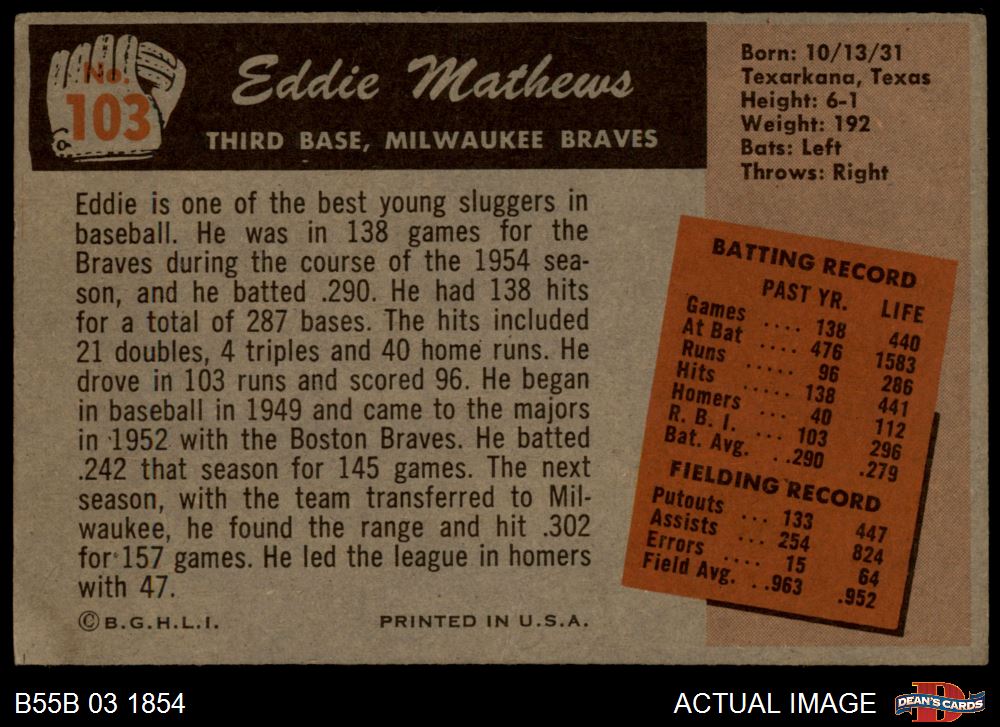 No.
103
Eddie Mathews
THIRD BASE, MILWAUKEE BRAVES
Born: 10/13/31
Texarkana, Texas
Height: 6-1
Weight: 192
Bats: Left
Throws: Right
Eddie is one of the best young sluggers in
baseball. He was in 138 games for the
Braves during the course of the 1954 sea-
son, and he batted .290. He had 138 hits
for a total of 287 bases. The hits included
21 doubles, 4 triples and 40 home runs. He
drove in 103 runs and scored 96. He began
in baseball in 1949 and came to the majors
in 1952 with the Boston Braves. He batted
.242 that season for 145 games. The next
season, with the team transferred to Mil-
waukee, he found the range and hit .302
for 157 games. He led the league in homers
with 47.
© B.G.H.L.I. PRINTED IN U.S.A.
BATTING RECORD
PAST YR. LIFE
Games .... 138 440
At Bat .... 476 1583
Runs ..... 96 286
Hits ..... 138 441
Homers ... 40 112
R. B. I. ... 103 296
Bat. Avg. ..290 .279
FIELDING RECORD
Putouts ... 133 447
Assists ... 254 824
Errors .... 15 64
Field Avg. ..963 .952
B55B 03 1854
ACTUAL IMAGE
D
DEAN'S CARDS